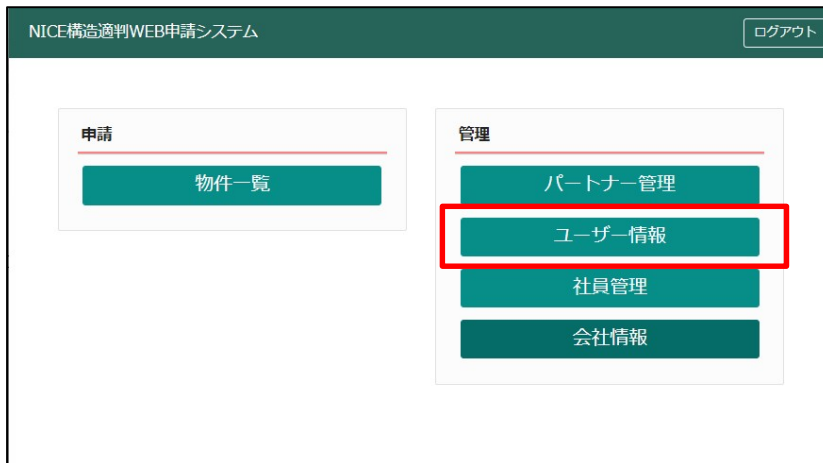 NICE構造適判WEB申請システム
ログアウト
申請
物件一覧
管理
パートナー管理
ユーザー情報
社員管理
会社情報